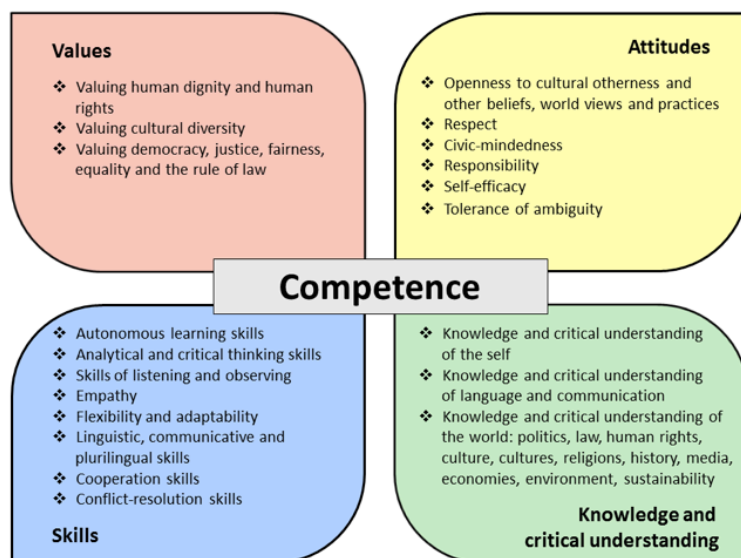 Values
❖ Valuing human dignity and human
rights
❖ Valuing cultural diversity
❖ Valuing democracy, justice, fairness,
equality and the rule of law
Attitudes
❖ Openness to cultural otherness and
other beliefs, world views and practices
❖ Respect
❖ Civic-mindedness
❖ Responsibility
❖ Self-efficacy
❖ Tolerance of ambiguity
Competence
❖ Autonomous learning skills
❖ Analytical and critical thinking skills
❖ Skills of listening and observing
❖ Empathy
❖ Flexibility and adaptability
❖ Linguistic, communicative and
plurilingual skills
❖ Cooperation skills
❖ Conflict-resolution skills
Skills
❖ Knowledge and critical understanding
of the self
❖ Knowledge and critical understanding
of language and communication
❖ Knowledge and critical understanding of
the world: politics, law, human rights,
culture, cultures, religions, history, media,
economies, environment, sustainability
Knowledge and
critical understanding